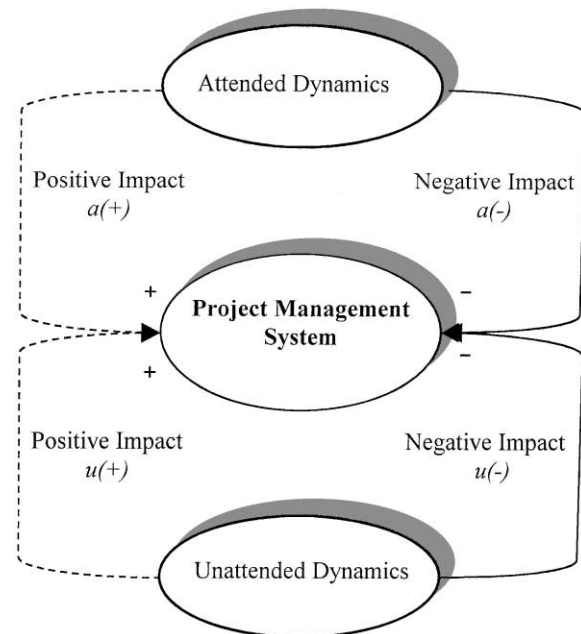 Attended Dynamics
Positive Impact
a(+)
Negative Impact
a(-)
+
−
Project Management
System
+
−
Positive Impact
u(+)
Negative Impact
u(-)
Unattended Dynamics